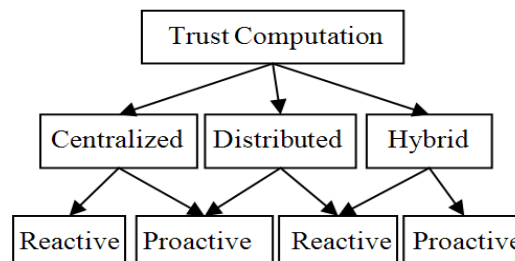 Trust Computation
Centralized Distributed Hybrid
Reactive Proactive Reactive Proactive